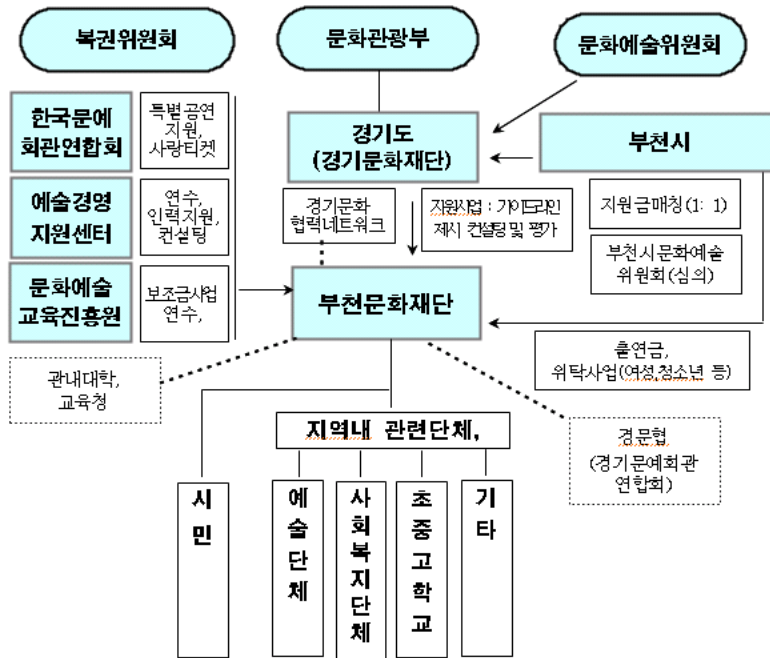 복권위원회
문화관광부
문화예술위원회
한국문예
회관연합회
특별공연
지원,
사랑티켓
경기도
(경기문화재단)
부천시
예술경영
지원센터
연수,
인력지원,
컨설팅
경기문화
협력네트워크
지원사업 : 가이드라인
제시 컨설팅 및 평가
지원금매칭(1: 1)
부천시문화예술
위원회(심의)
문화예술
교육진흥원
보조금사업
연수,
부천문화재단
출연금,
위탁사업(여성,청소년 등)
관내대학,
교육청
지역내 관련단체,
경문협
(경기문예회관
연합회)
시민
예술단체
사회복지단체
초중고학교
기타